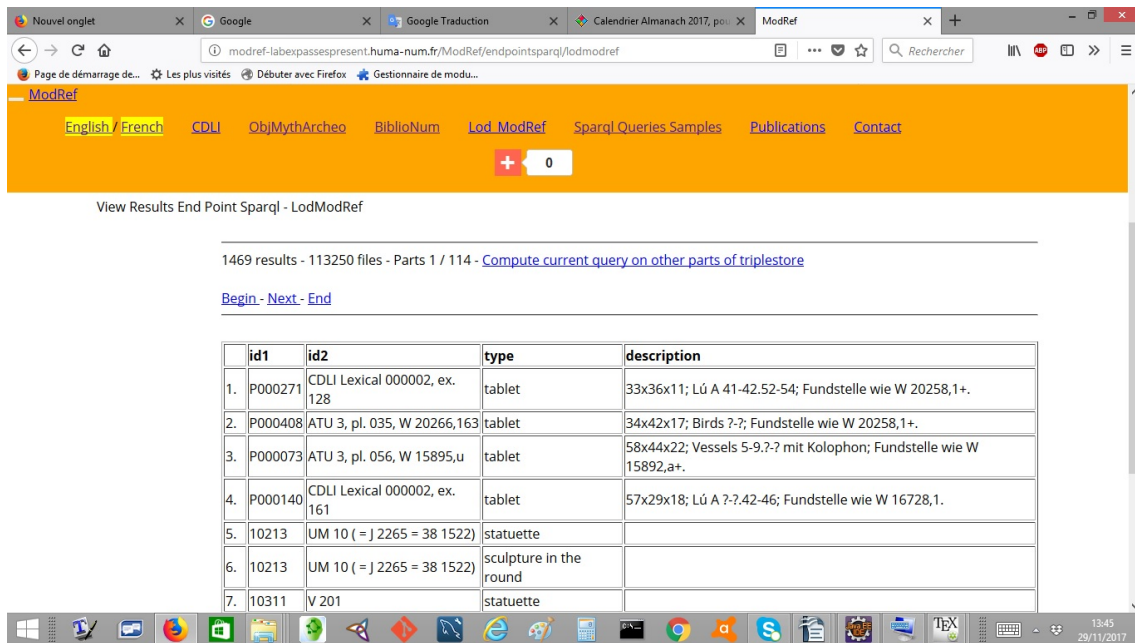 Nouvel onglet
Google
Google Traduction
Calendrier Almanach 2017, pou
ModRef
modref-labexpassespresent.huma-num.fr/ModRef/endpointsparql/lodmodref
Rechercher
ABP
Page de démarrage de...
Les plus visités
Débuter avec Firefox
Gestionnaire de modu...
ModRef
English / French CDLI ObjMythArcheo BiblioNum Lod_ModRef Sparql Queries Samples Publications Contact
+ 0
View Results End Point Sparql - LodModRef
1469 results - 113250 files - Parts 1 / 114 - Compute current query on other parts of triplestore
Begin - Next - End
id1 id2 type description
1. P000271 CDLI Lexical 000002, ex. 128 tablet 33x36x11; Lú A 41-42.52-54; Fundstelle wie W 20258,1+.
2. P000408 ATU 3, pl. 035, W 20266,163 tablet 34x42x17; Birds ?-?; Fundstelle wie W 20258,1+.
3. P000073 ATU 3, pl. 056, W 15895,u tablet 58x44x22; Vessels 5-9.?-? mit Kolophon; Fundstelle wie W 15892,a+.
4. P000140 CDLI Lexical 000002, ex. 161 tablet 57x29x18; Lú A ?-?.42-46; Fundstelle wie W 16728,1.
5. 10213 UM 10 ( = J 2265 = 38 1522) statuette
6. 10213 UM 10 ( = J 2265 = 38 1522) sculpture in the round
7. 10311 V 201 statuette
TEX
13:45
29/11/2017